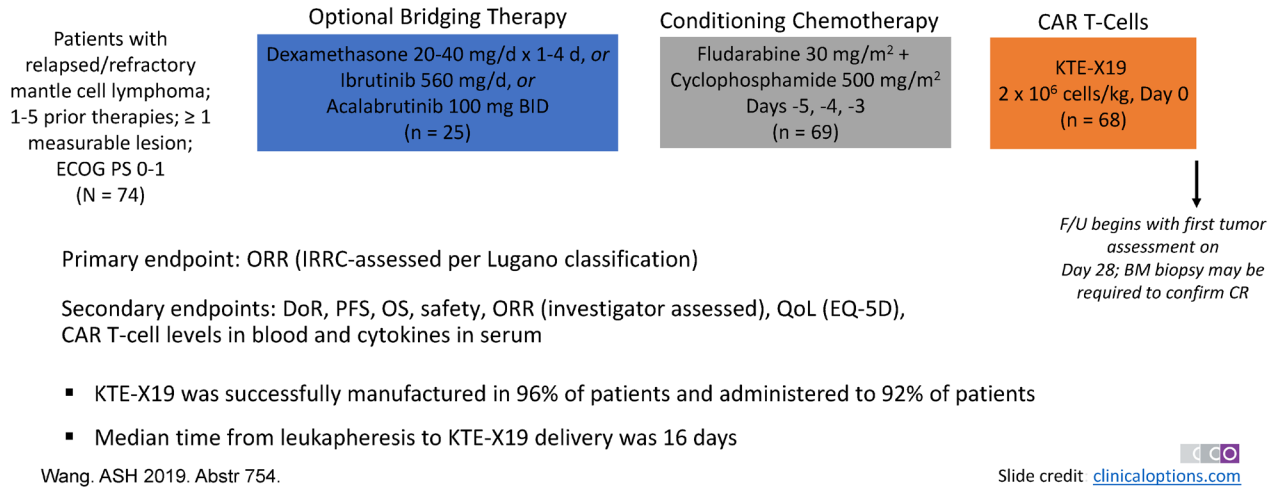 Patients with
relapsed/refractory
mantle cell lymphoma;
1-5 prior therapies; ≥ 1
measurable lesion;
ECOG PS 0-1
(N = 74)
Optional Bridging Therapy
Dexamethasone 20-40 mg/d x 1-4 d, or
Ibrutinib 560 mg/d, or
Acalabrutinib 100 mg BID
(n = 25)
Conditioning Chemotherapy
Fludarabine 30 mg/m² +
Cyclophosphamide 500 mg/m²
Days -5, -4, -3
(n = 69)
CAR T-Cells
KTE-X19
2 x 10⁶ cells/kg, Day 0
(n = 68)
F/U begins with first tumor
assessment on
Day 28; BM biopsy may be
required to confirm CR
Primary endpoint: ORR (IRRC-assessed per Lugano classification)
Secondary endpoints: DoR, PFS, OS, safety, ORR (investigator assessed), QoL (EQ-5D),
CAR T-cell levels in blood and cytokines in serum
▪ KTE-X19 was successfully manufactured in 96% of patients and administered to 92% of patients
▪ Median time from leukapheresis to KTE-X19 delivery was 16 days
Wang. ASH 2019. Abstr 754.
CCO
Slide credit clinicaloptions.com